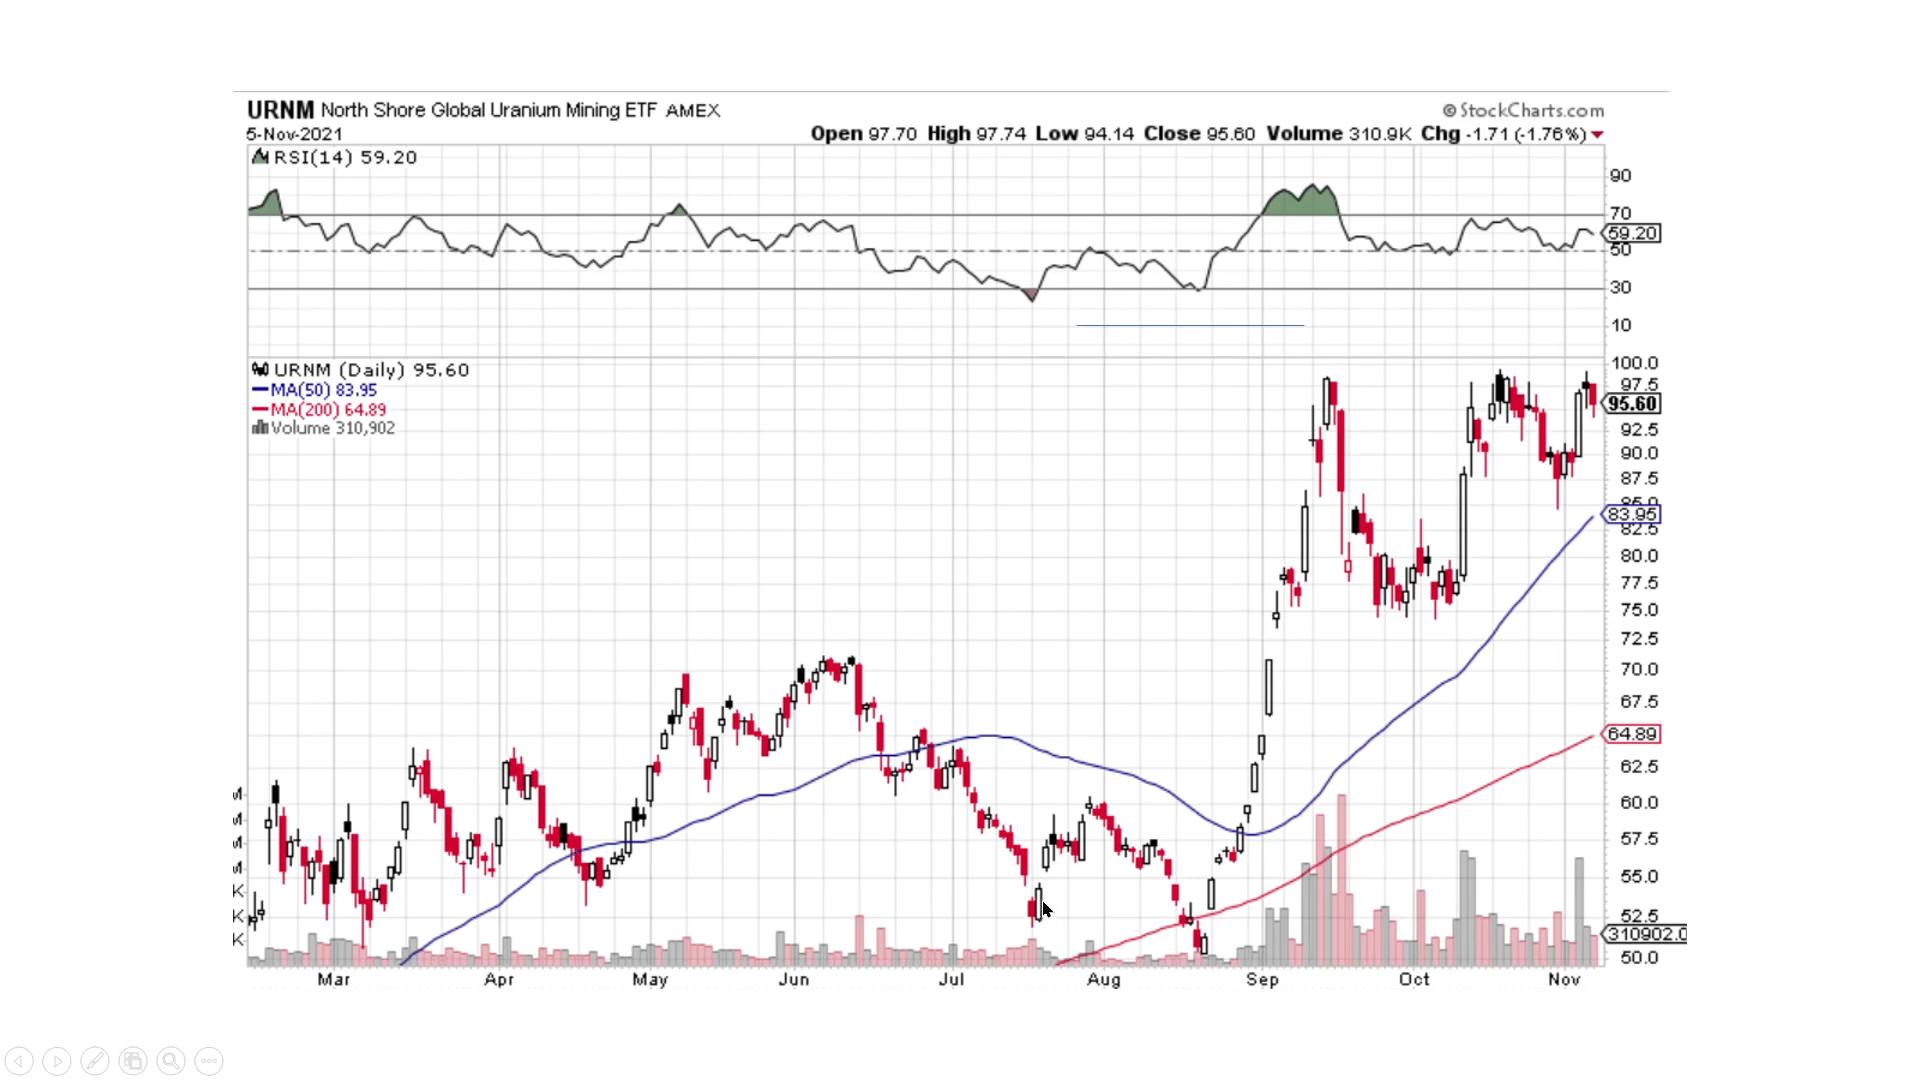 URNM North Shore Global Uranium Mining ETF AMEX
© StockCharts.com
5-Nov-2021
Open 97.70 High 97.74 Low 94.14 Close 95.60 Volume 310.9K Chg -1.71 (-1.76%)
RSI(14) 59.20
90
70
59.20
50
30
10
URNM (Daily) 95.60
MA(50) 83.95
MA(200) 64.89
Volume 310,902
100.0
97.5
95.60
92.5
90.0
87.5
85.0
83.95
82.5
80.0
77.5
75.0
72.5
70.0
67.5
64.89
62.5
60.0
57.5
55.0
52.5
310902.0
50.0
M
M
M
M
K
K
K
Mar Apr May Jun Jul Aug Sep Oct Nov